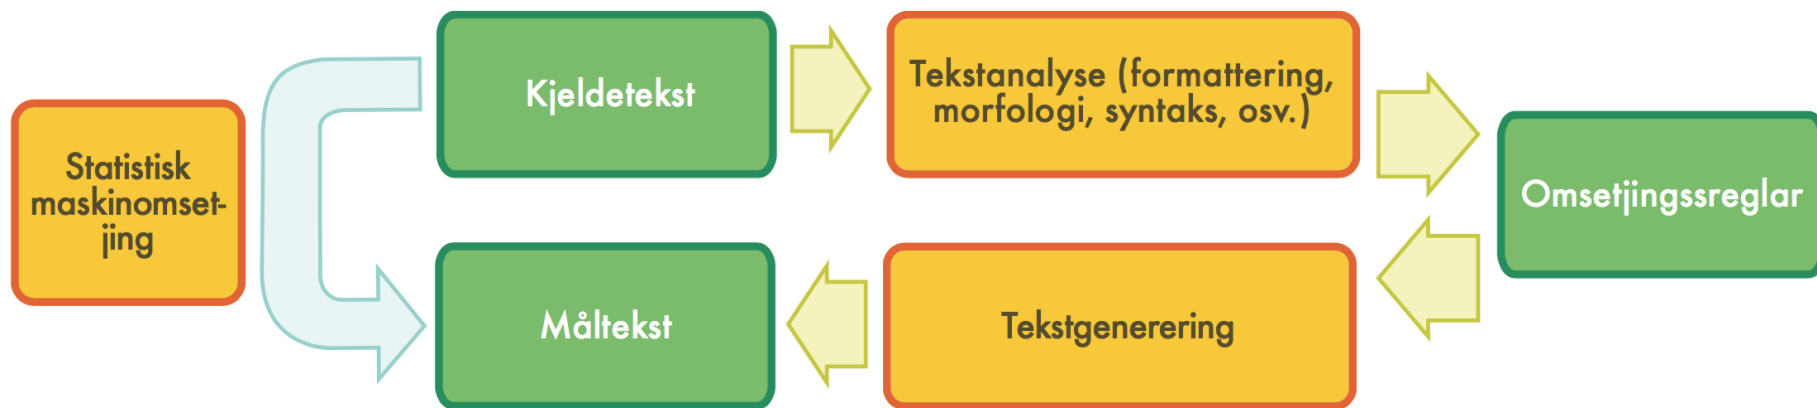 Statistisk
maskinomset-
jing
Kjeldetekst
Tekstanalyse (formattering,
morfologi, syntaks, osv.)
Omsetjingssreglar
Måltekst
Tekstgenerering